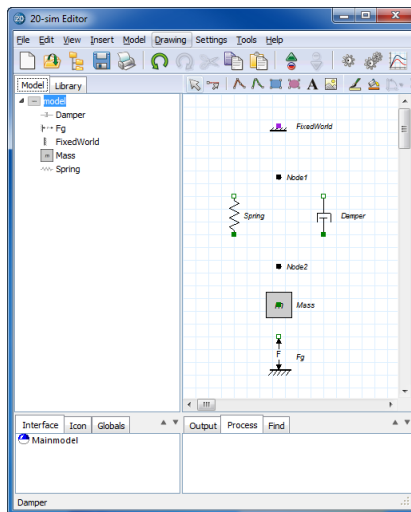 20-sim Editor
File Edit View Insert Model Drawing Settings Tools Help
Model Library
A
model
Damper
Fg
FixedWorld
Mass
Spring
FixedWorld
Node1
Spring
Damper
Node2
Mass
F
Fg
Interface Icon Globals
Output Process Find
Mainmodel
Damper